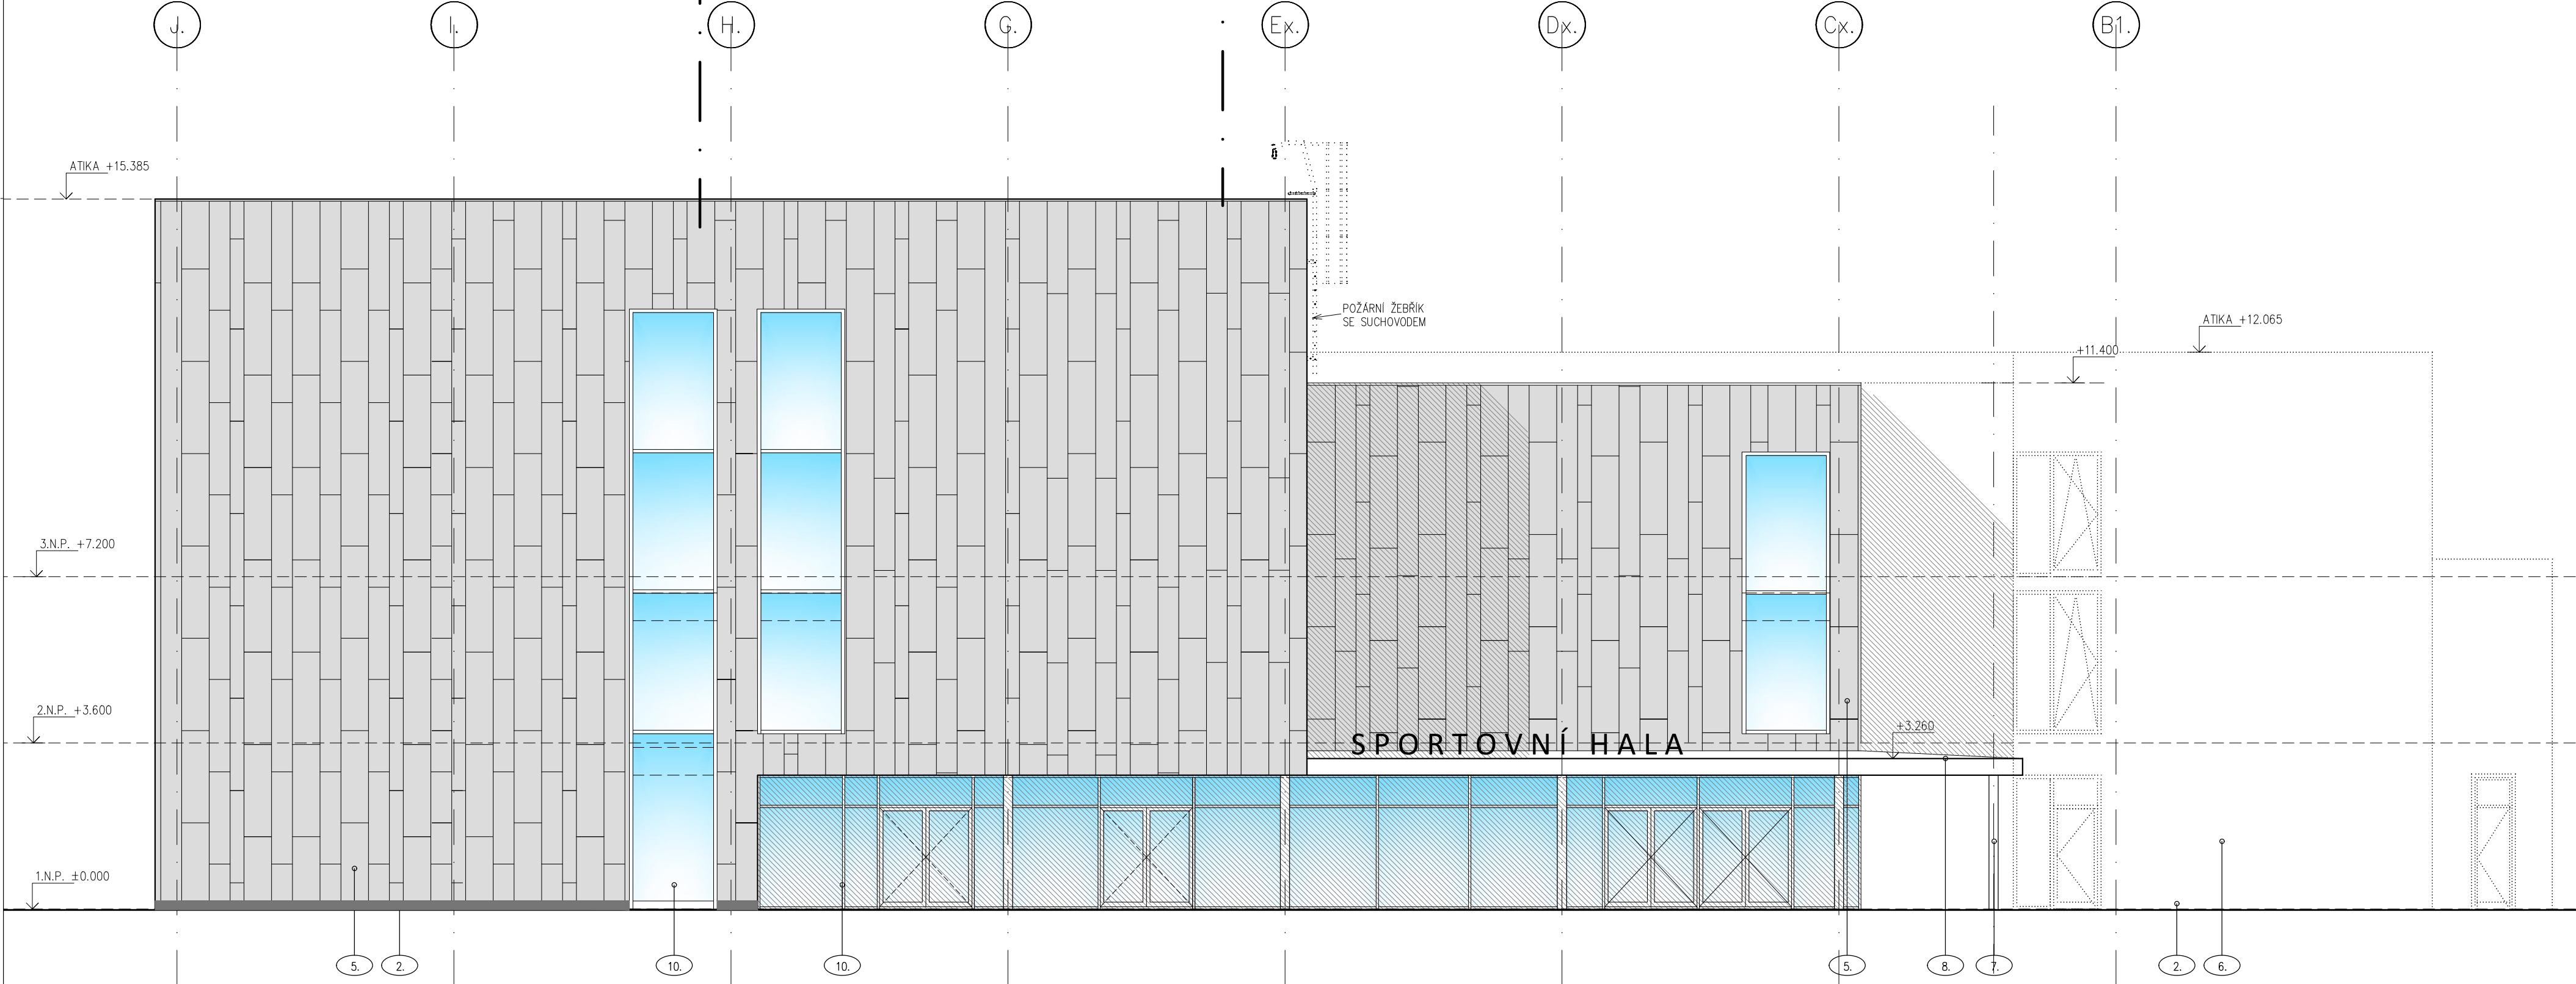 J.
I.
H.
G.
Ex.
Dx.
Cx.
B1.
ATIKA +15.385
POŽÁRNÍ ŽEBŘÍK
SE SUCHOVODEM
ATIKA +12.065
+11.400
3.N.P. +7.200
2.N.P. +3.600
+3.260
SPORTOVNÍ HALA
1.N.P. ±0.000
5.
2.
10.
10.
5.
8.
7.
2.
6.